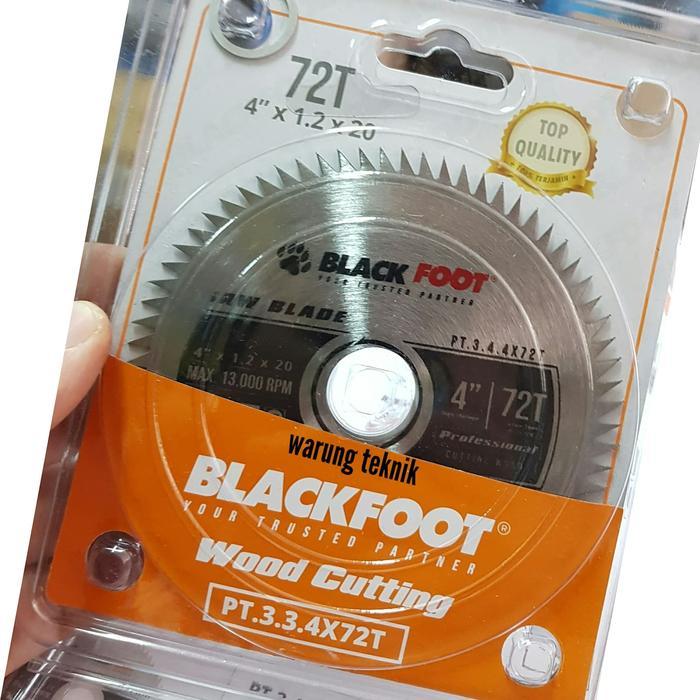 72T
4" x 1.2 x 20
TOP
QUALITY
BLACK FOOT®
YOUR TRUSTED PARTNER
SAW BLADE
PT.3.4.4X72T
4" x 1.2 x 20
MAX. 13.000 RPM
4" | 72T
Professional
CUTTING WOOD
warung teknik
BLACKFOOT®
YOUR TRUSTED PARTNER
Wood Cutting
PT.3.3.4X72T